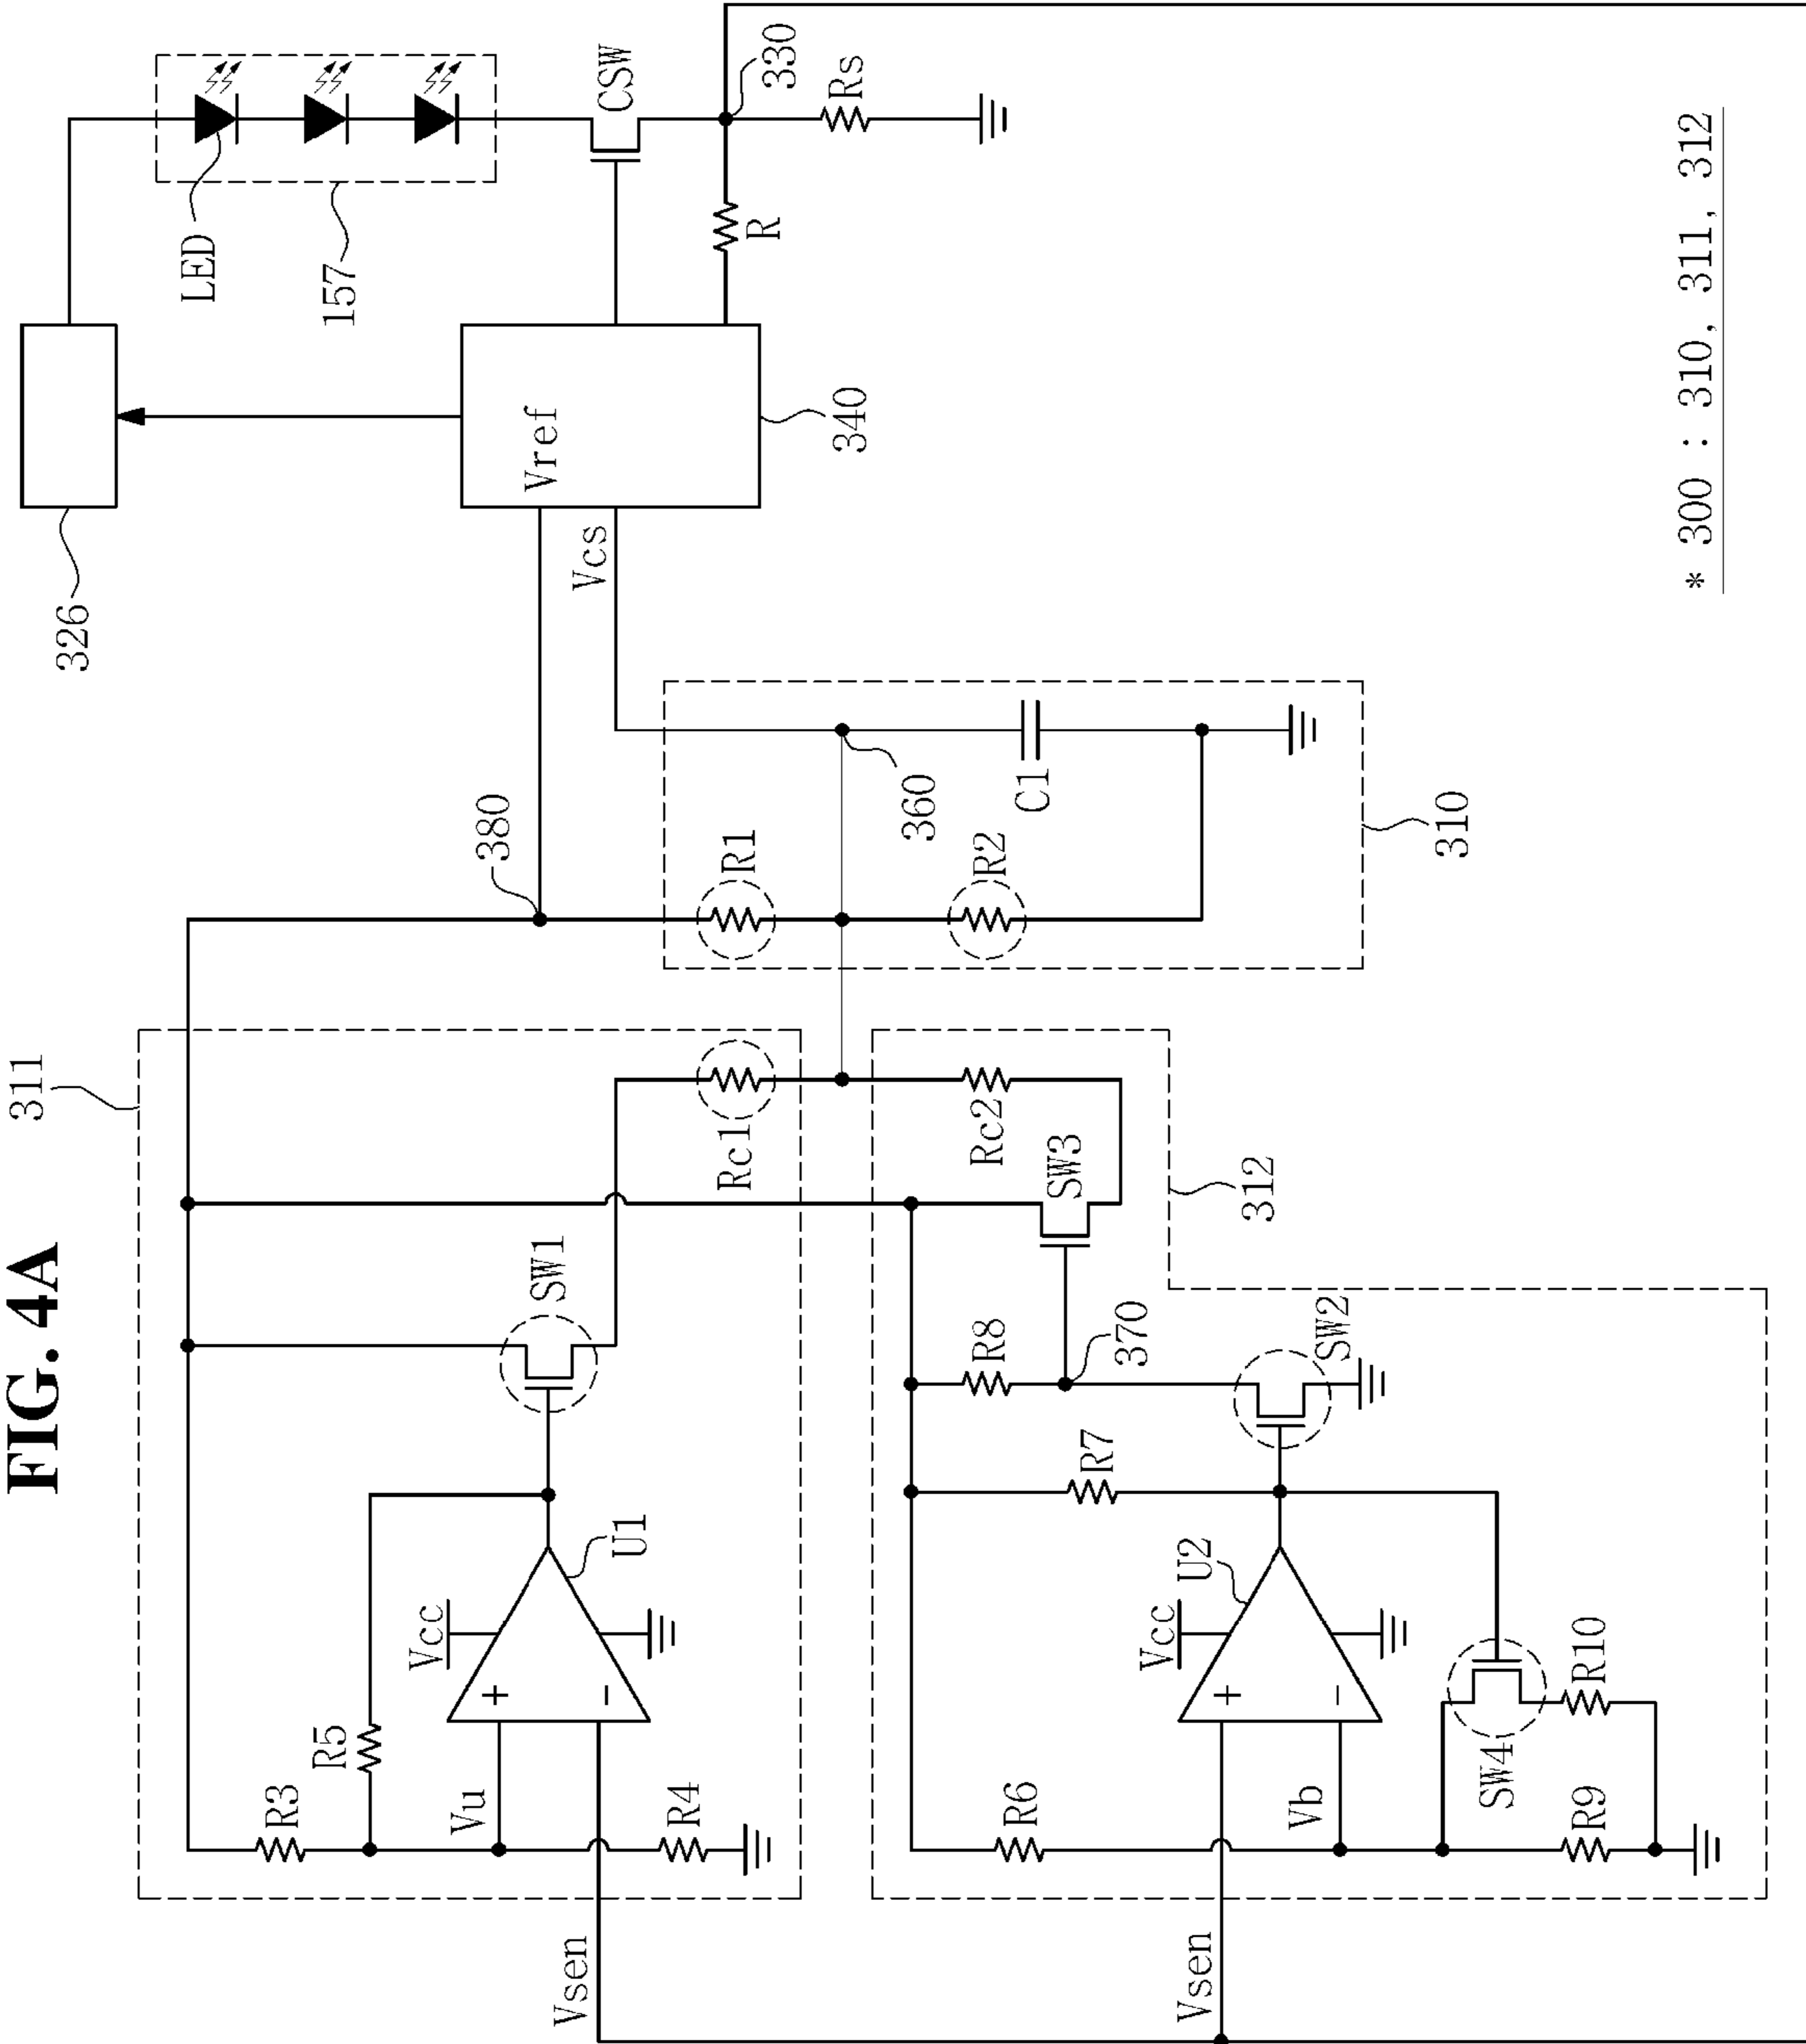 FIG. 4A
311
326
LED
157
CSW
330
Rs
R
Vref
340
Vcs
380
R1
360
R2
C1
310
SW1
Rc1
Rc2
SW3
312
R5
R3
Vu
R4
Vcc
+
−
U1
Vsen
R8
370
SW2
R7
U2
Vcc
+
−
R6
Vb
SW4
R10
R9
Vsen
* 300 : 310, 311, 312